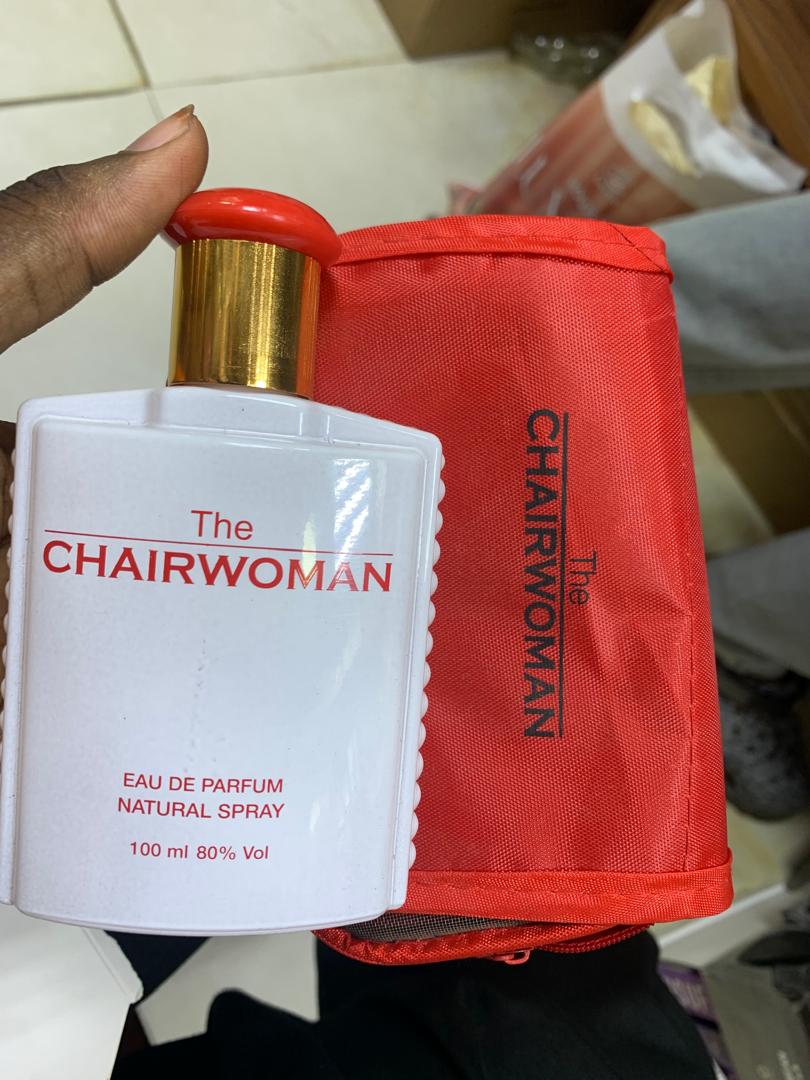 The
CHAIRWOMAN
EAU DE PARFUM
NATURAL SPRAY
100 ml 80% Vol
The
CHAIRWOMAN